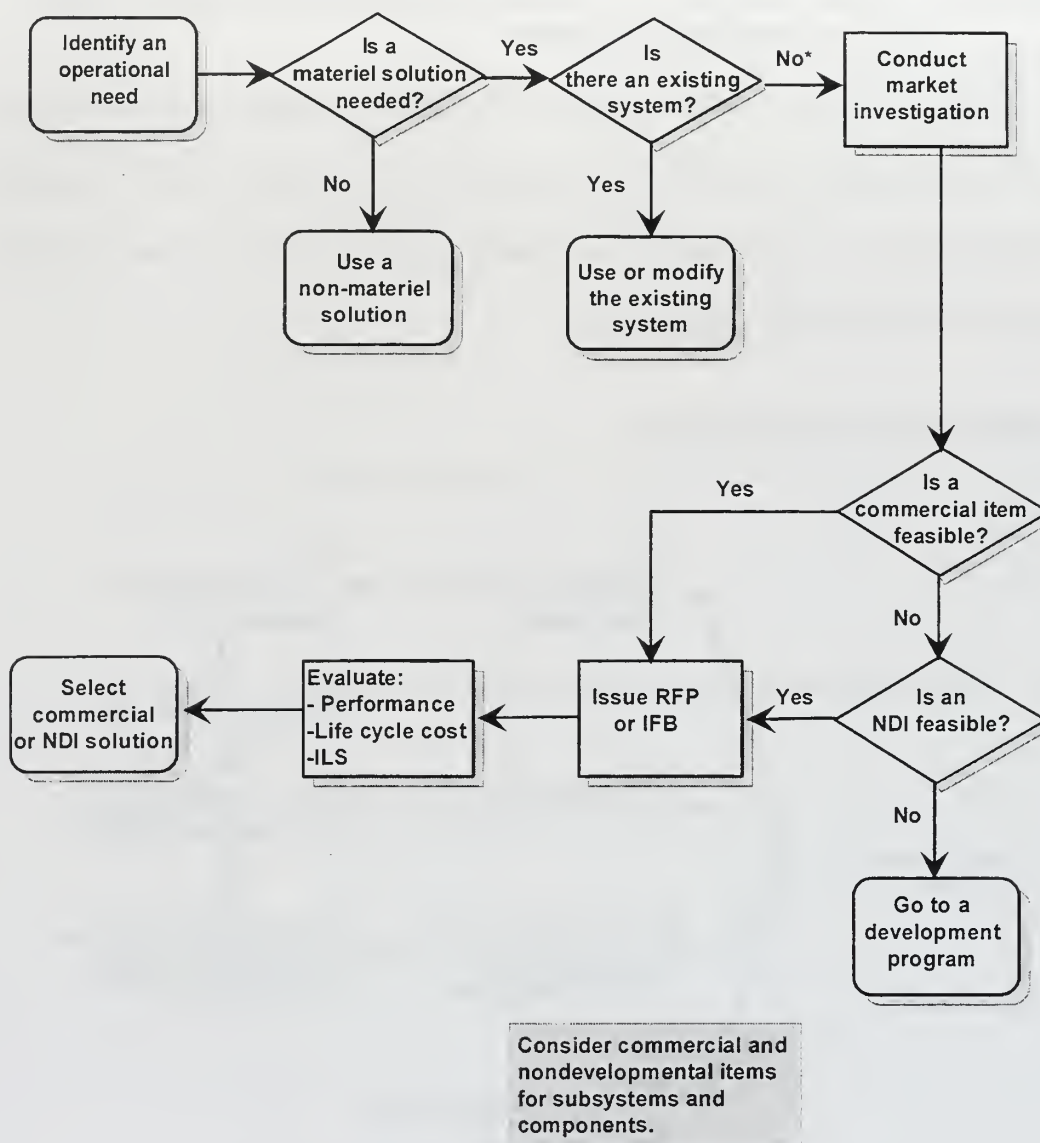 Identify an
operational
need
Is a
materiel solution
needed?
Yes
Is
there an existing
system?
No*
Conduct
market
investigation
No
Use a
non-materiel
solution
Yes
Use or modify
the existing
system
Is a
commercial item
feasible?
Yes
No
Is an
NDI feasible?
Yes
Issue RFP
or IFB
Evaluate:
- Performance
-Life cycle cost
-ILS
Select
commercial
or NDI solution
No
Go to a
development
program
Consider commercial and
nondevelopmental items
for subsystems and
components.